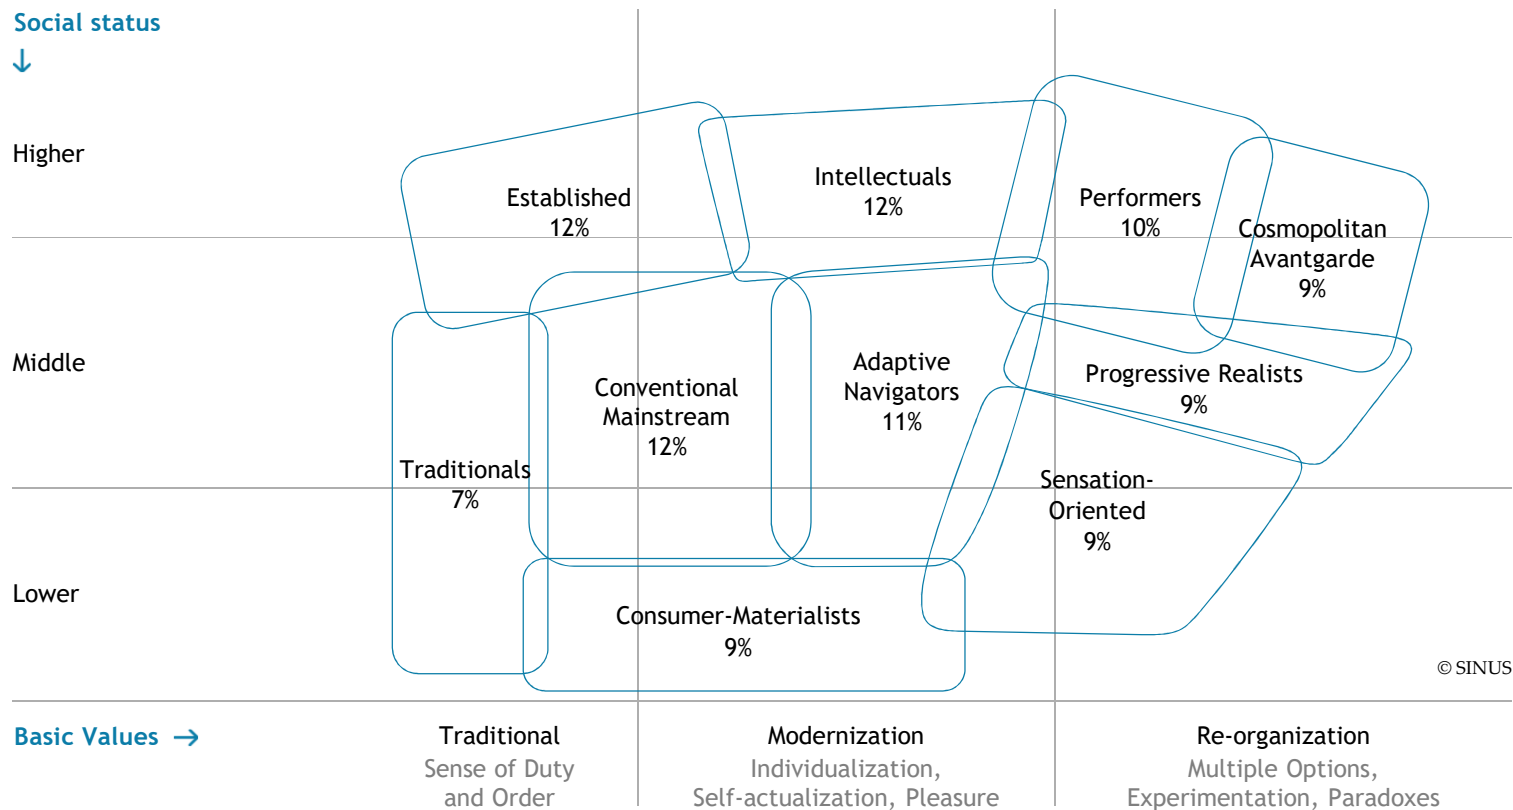 Social status
↓
Higher
Established
12%
Intellectuals
12%
Performers
10%
Cosmopolitan
Avantgarde
9%
Middle
Traditionals
7%
Conventional
Mainstream
12%
Adaptive
Navigators
11%
Progressive Realists
9%
Sensation-
Oriented
9%
Lower
Consumer-Materialists
9%
© SINUS
Basic Values →
Traditional
Sense of Duty
and Order
Modernization
Individualization,
Self-actualization, Pleasure
Re-organization
Multiple Options,
Experimentation, Paradoxes